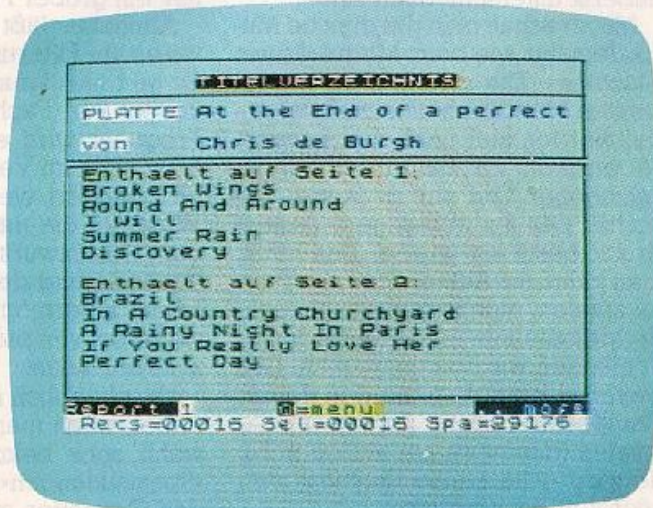 TITELVERZEICHNIS
PLATTE At the End of a perfect
von Chris de Burgh
Enthaelt auf Seite 1:
Broken Wings
Round And Around
I Will
Summer Rain
Discovery
Enthaelt auf Seite 2:
Brazil
In A Country Churchyard
A Rainy Night In Paris
If You Really Love Her
Perfect Day
Report 1 @=menu .. more
Recs=00016 Sel=00016 Spa=29176